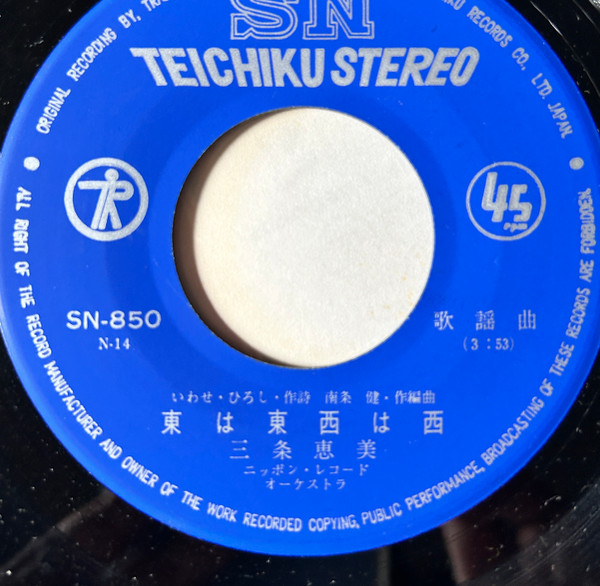 SN
TEICHIKU STEREO
ORIGINAL RECORDING BY,
RECORDS CO., LTD. JAPAN.
45
rpm
SN-850
N-14
歌謡曲
(3:53)
いわせ・ひろし・作詩 南条 健・作編曲
東は東西は西
三条恵美
ニッポン・レコード
オーケストラ
ALL RIGHT OF THE RECORD MANUFACTURER AND OWNER OF THE WORK RECORDED COPYING, PUBLIC PERFORMANCE, BROADCASTING OF THESE RECORDS ARE FORBIDDEN.